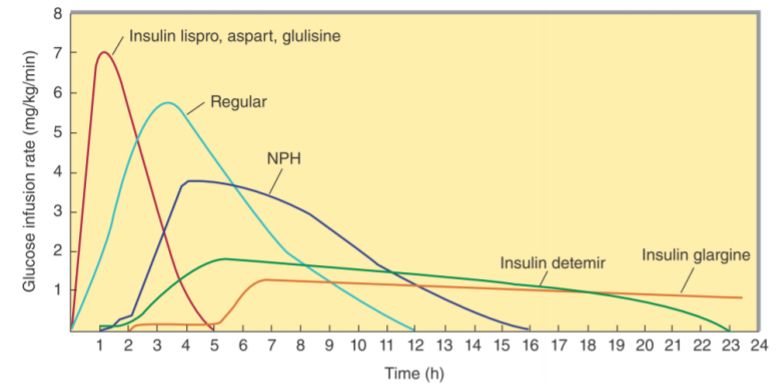 8
7
6
5
4
3
2
1
Glucose infusion rate (mg/kg/min)
Insulin lispro, aspart, glulisine
Regular
NPH
Insulin detemir
Insulin glargine
1 2 3 4 5 6 7 8 9 10 11 12 13 14 15 16 17 18 19 20 21 22 23 24
Time (h)